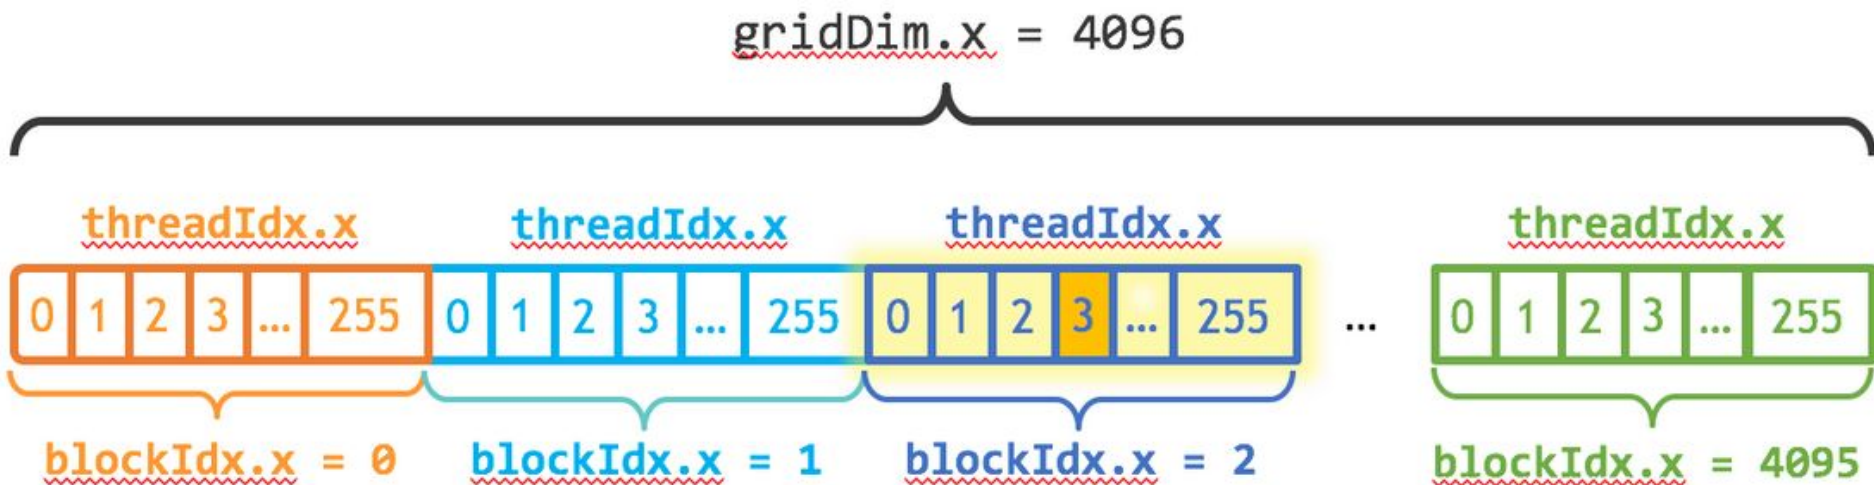 gridDim.x = 4096
threadIdx.x threadIdx.x threadIdx.x threadIdx.x
0 1 2 3 ... 255 0 1 2 3 ... 255 0 1 2 3 ... 255 ... 0 1 2 3 ... 255
blockIdx.x = 0 blockIdx.x = 1 blockIdx.x = 2 blockIdx.x = 4095